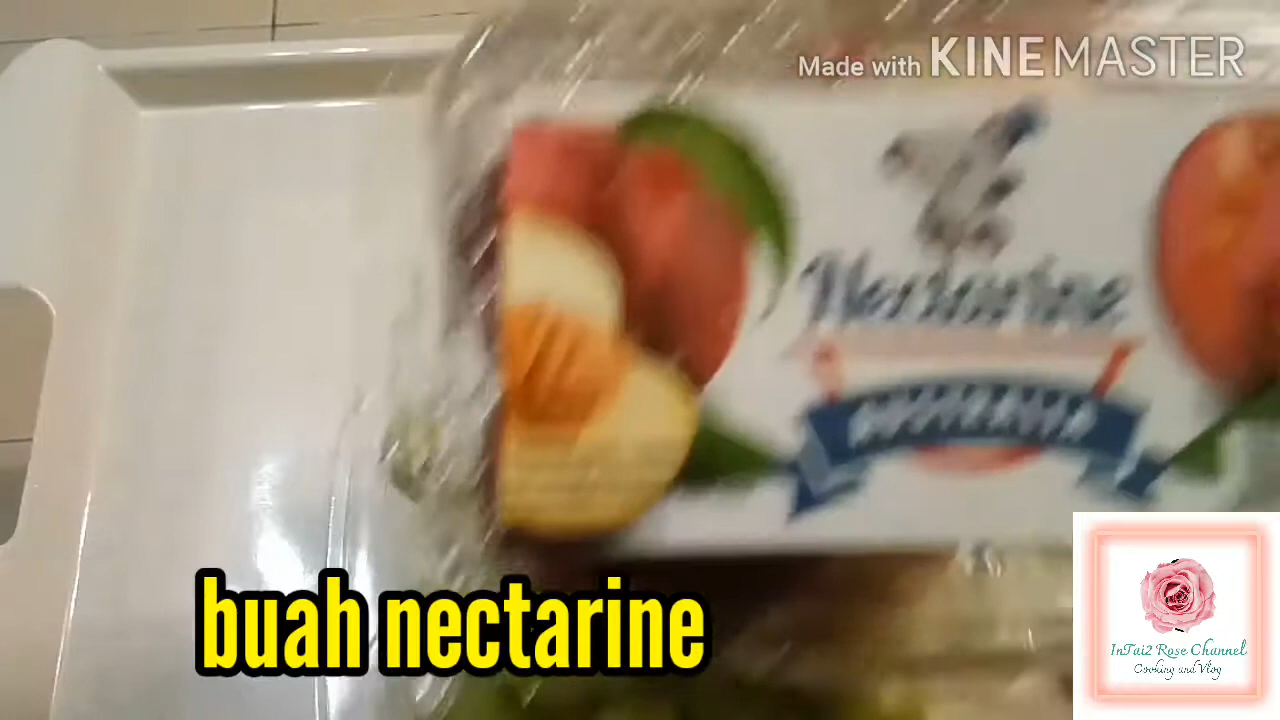 Made with KINEMASTER
Nectarine
buah nectarine
InTai2 Rose Channel
Cooking and Vlog